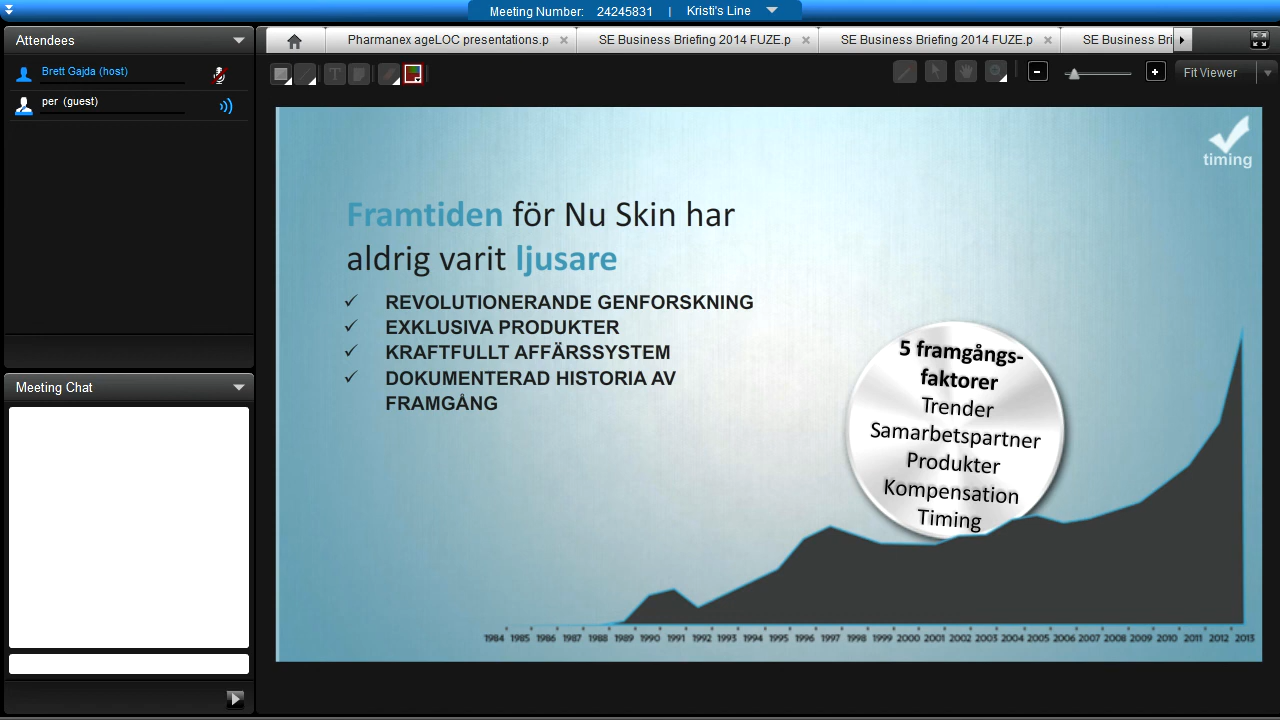 Meeting Number: 24245831 | Kristi's Line
Attendees
Brett Gajda (host)
per (guest)
Meeting Chat
Pharmanex ageLOC presentations.p
SE Business Briefing 2014 FUZE.p
SE Business Briefing 2014 FUZE.p
SE Business Bri
T
Fit Viewer
timing
Framtiden för Nu Skin har
aldrig varit ljusare
REVOLUTIONERANDE GENFORSKNING
EXKLUSIVA PRODUKTER
KRAFTFULLT AFFÄRSSYSTEM
DOKUMENTERAD HISTORIA AV
FRAMGÅNG
5 framgångs-
faktorer
Trender
Samarbetspartner
Produkter
Kompensation
Timing
1984 1985 1986 1987 1988 1989 1990 1991 1992 1993 1994 1995 1996 1997 1998 1999 2000 2001 2002 2003 2004 2005 2006 2007 2008 2009 2010 2011 2012 2013